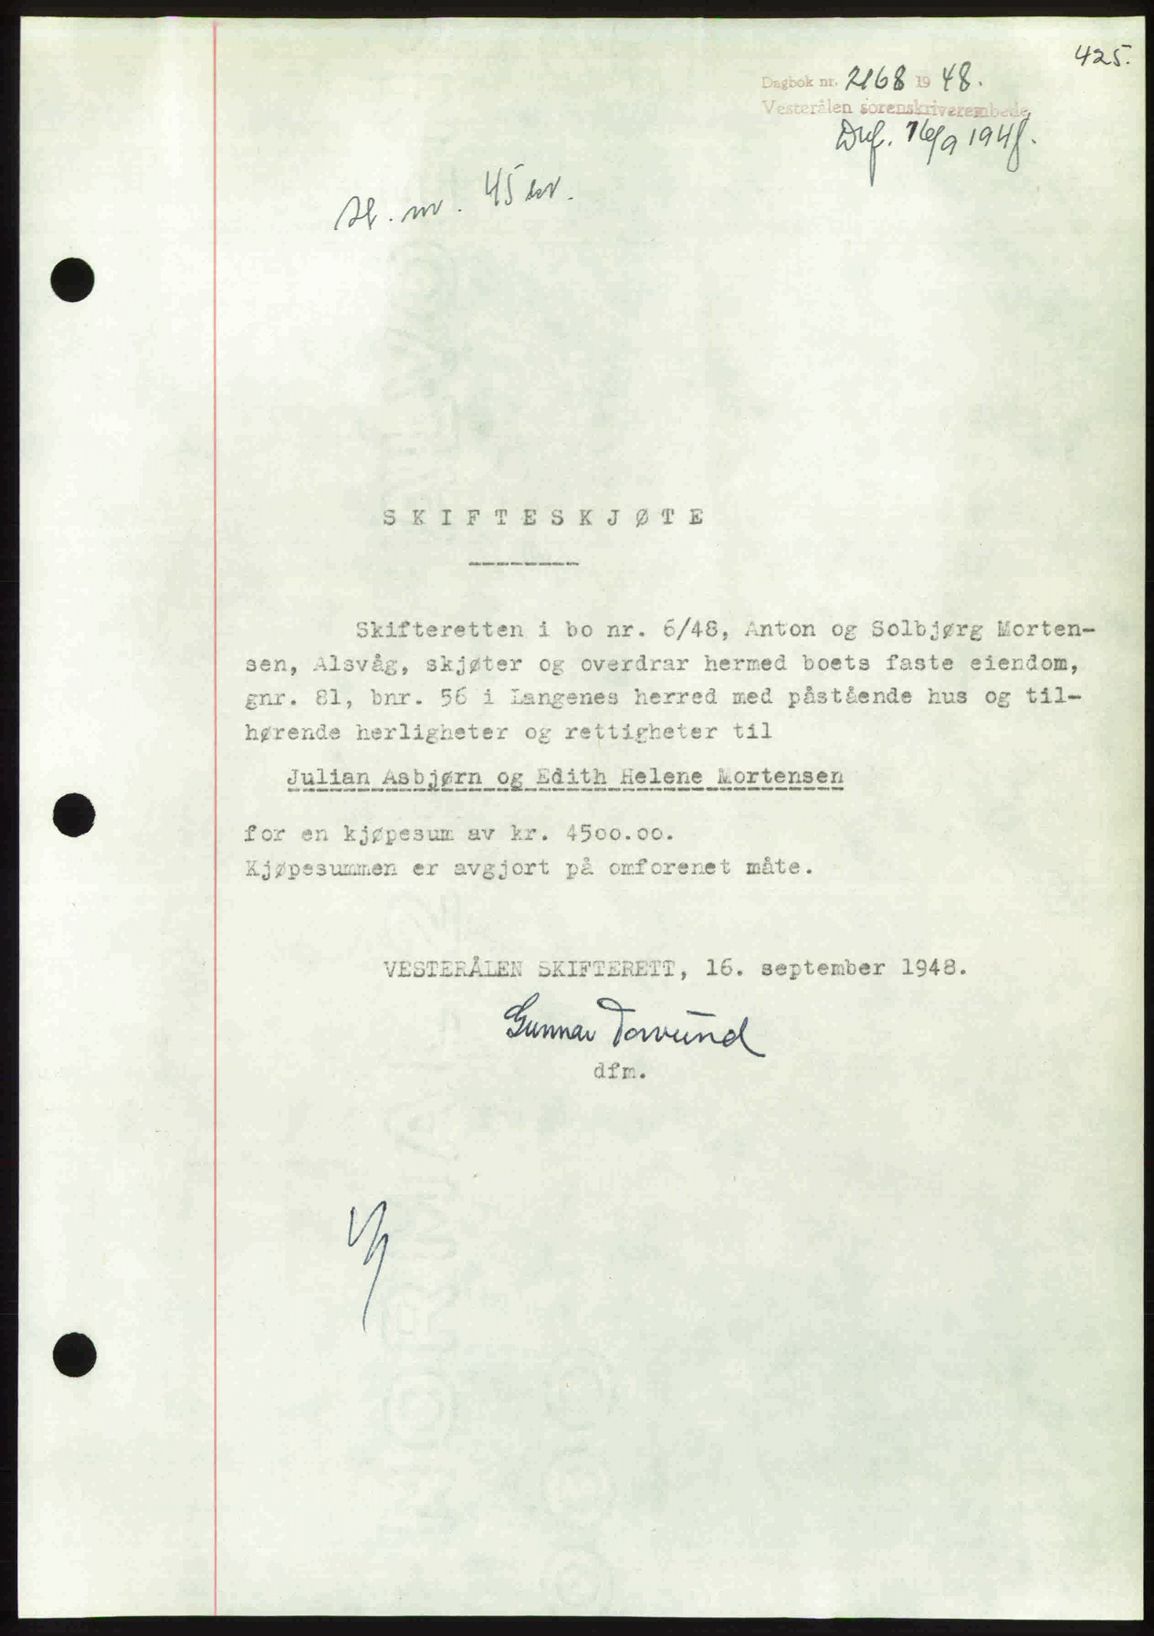 425.
Dagbok nr. 2168 1948.
Vesterålen sorenskriverembede
16/9 1948.
45 kr.
SKIFTESKJØTE
Skifteretten i bo nr. 6/48, Anton og Solbjørg Morten-
sen, Alsvåg, skjøter og overdrar hermed boets faste eiendom,
gnr. 81, bnr. 56 i Langenes herred med påstående hus og til-
hørende herligheter og rettigheter til
Julian Asbjørn og Edith Helene Mortensen
for en kjøpesum av kr. 4500.00.
Kjøpesummen er avgjort på omforenet måte.
VESTERÅLEN SKIFTERETT, 16. september 1948.
Gunnar
dfm.